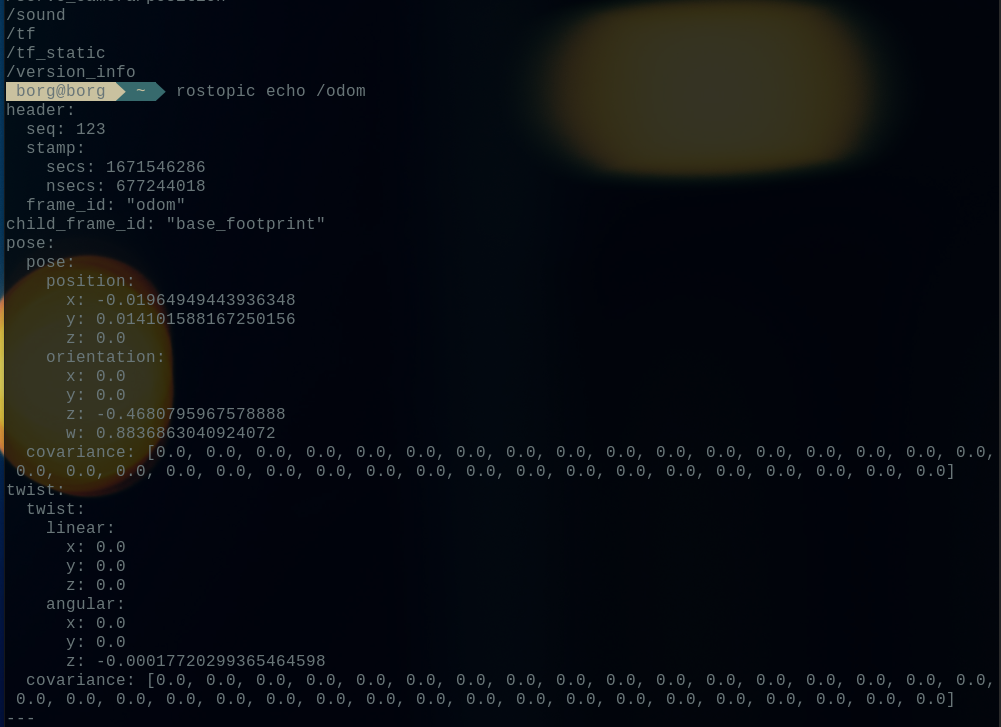 /sound
/tf
/tf_static
/version_info
borg@borg ~ rostopic echo /odom
header:
  seq: 123
  stamp:
    secs: 1671546286
    nsecs: 677244018
  frame_id: "odom"
child_frame_id: "base_footprint"
pose:
  pose:
    position:
      x: -0.01964949443936348
      y: 0.014101588167250156
      z: 0.0
    orientation:
      x: 0.0
      y: 0.0
      z: -0.4680795967578888
      w: 0.8836863040924072
  covariance: [0.0, 0.0, 0.0, 0.0, 0.0, 0.0, 0.0, 0.0, 0.0, 0.0, 0.0, 0.0, 0.0, 0.0, 0.0, 0.0, 0.0,
 0.0, 0.0, 0.0, 0.0, 0.0, 0.0, 0.0, 0.0, 0.0, 0.0, 0.0, 0.0, 0.0, 0.0, 0.0, 0.0, 0.0, 0.0, 0.0]
twist:
  twist:
    linear:
      x: 0.0
      y: 0.0
      z: 0.0
    angular:
      x: 0.0
      y: 0.0
      z: -0.00017720299365464598
  covariance: [0.0, 0.0, 0.0, 0.0, 0.0, 0.0, 0.0, 0.0, 0.0, 0.0, 0.0, 0.0, 0.0, 0.0, 0.0, 0.0, 0.0,
 0.0, 0.0, 0.0, 0.0, 0.0, 0.0, 0.0, 0.0, 0.0, 0.0, 0.0, 0.0, 0.0, 0.0, 0.0, 0.0, 0.0, 0.0, 0.0]
---